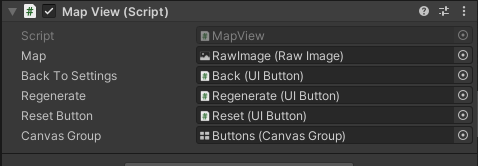 Map View (Script)
Script MapView
Map RawImage (Raw Image)
Back To Settings Back (UI Button)
Regenerate Regenerate (UI Button)
Reset Button Reset (UI Button)
Canvas Group Buttons (Canvas Group)